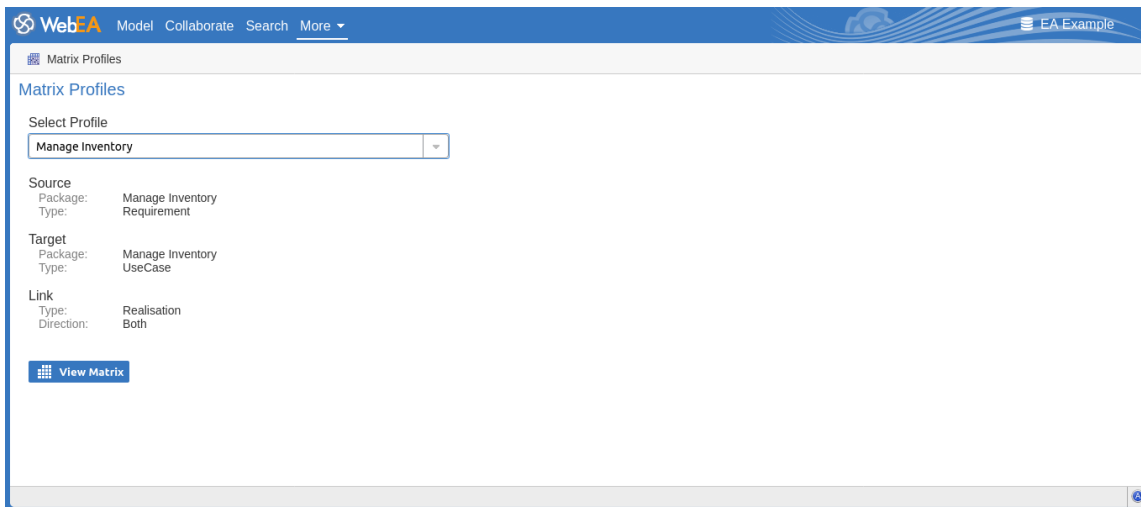 WebEA Model Collaborate Search More EA Example
Matrix Profiles
Matrix Profiles
Select Profile
Manage Inventory
Source
Package: Manage Inventory
Type: Requirement
Target
Package: Manage Inventory
Type: UseCase
Link
Type: Realisation
Direction: Both
View Matrix